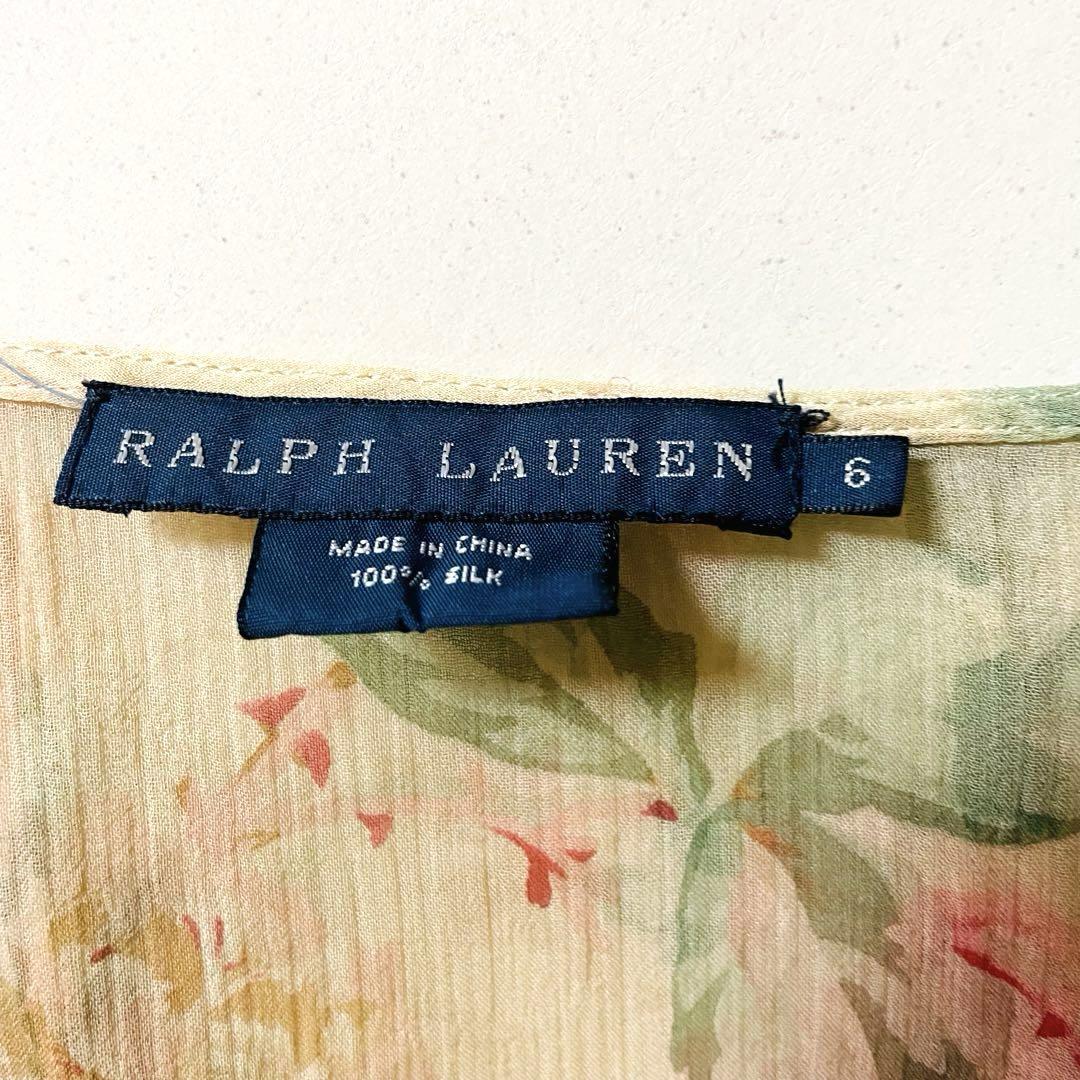 RALPH LAUREN
6
MADE IN CHINA
100% SILK